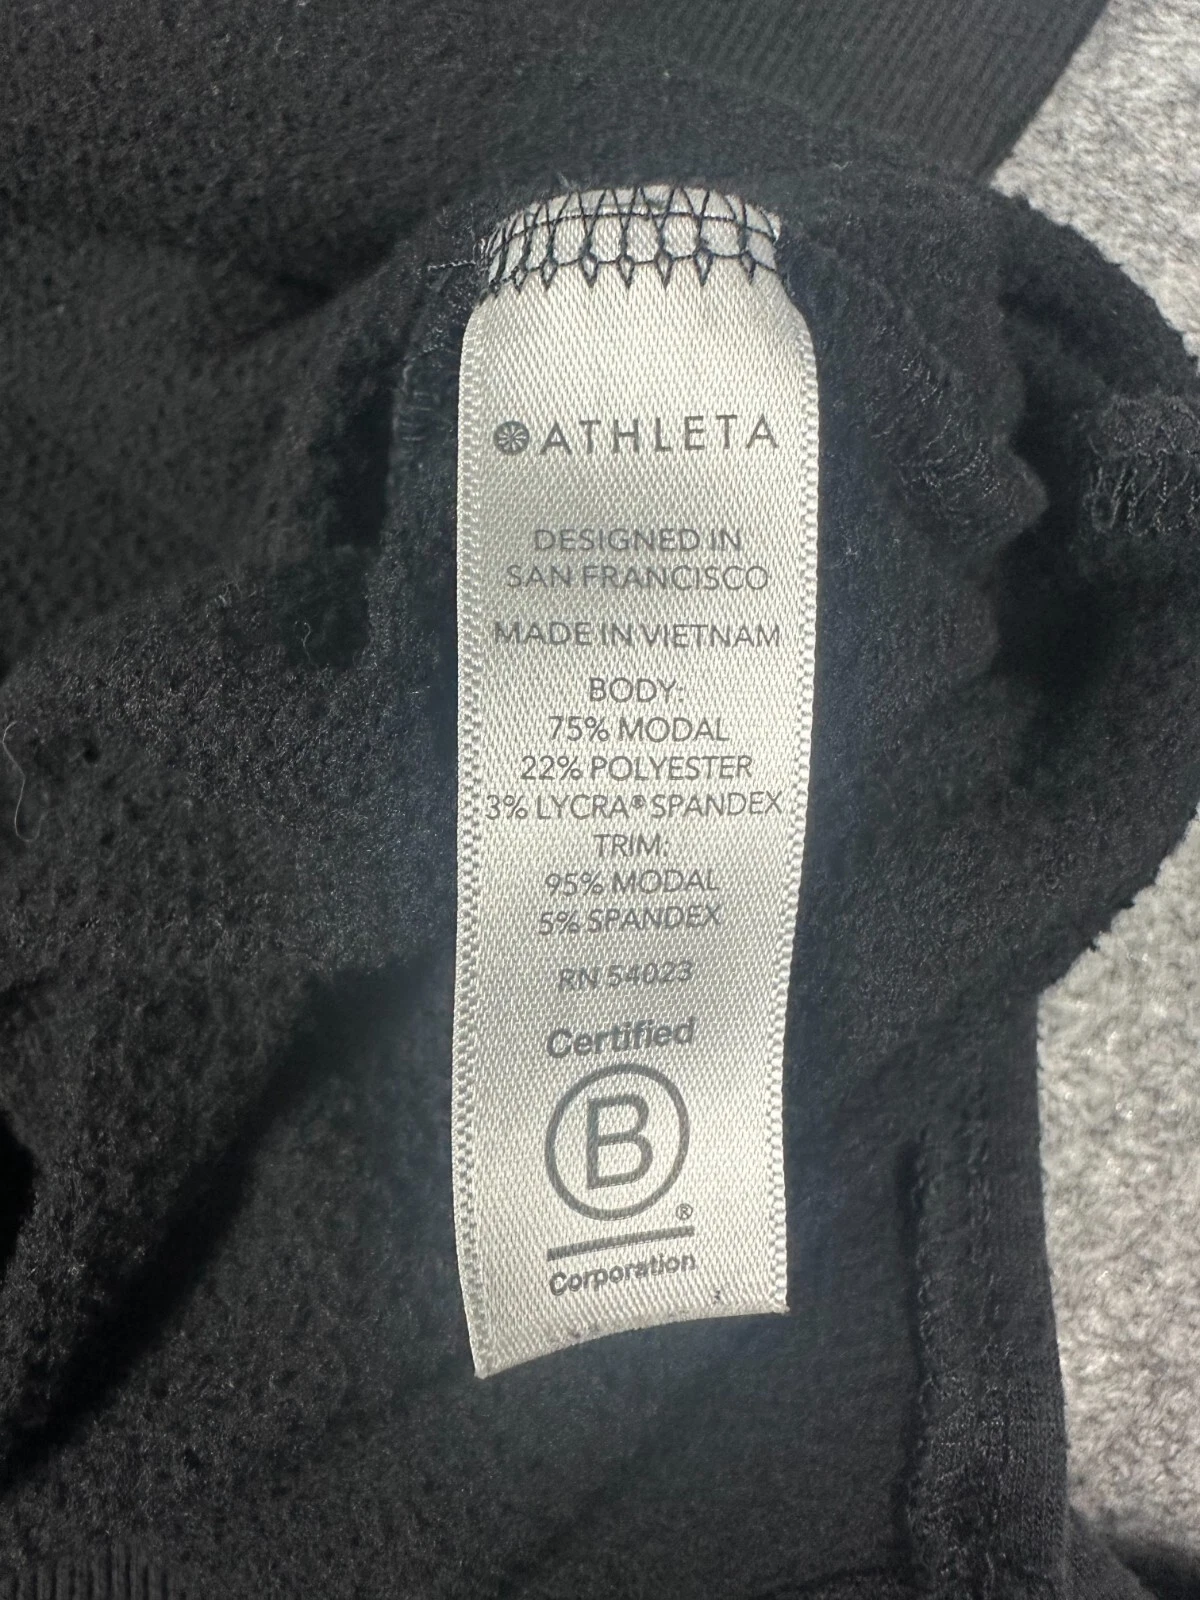 ATHLETA
DESIGNED IN
SAN FRANCISCO
MADE IN VIETNAM
BODY:
75% MODAL
22% POLYESTER
3% LYCRA® SPANDEX
TRIM:
95% MODAL
5% SPANDEX
RN 54023
Certified
B
®
Corporation